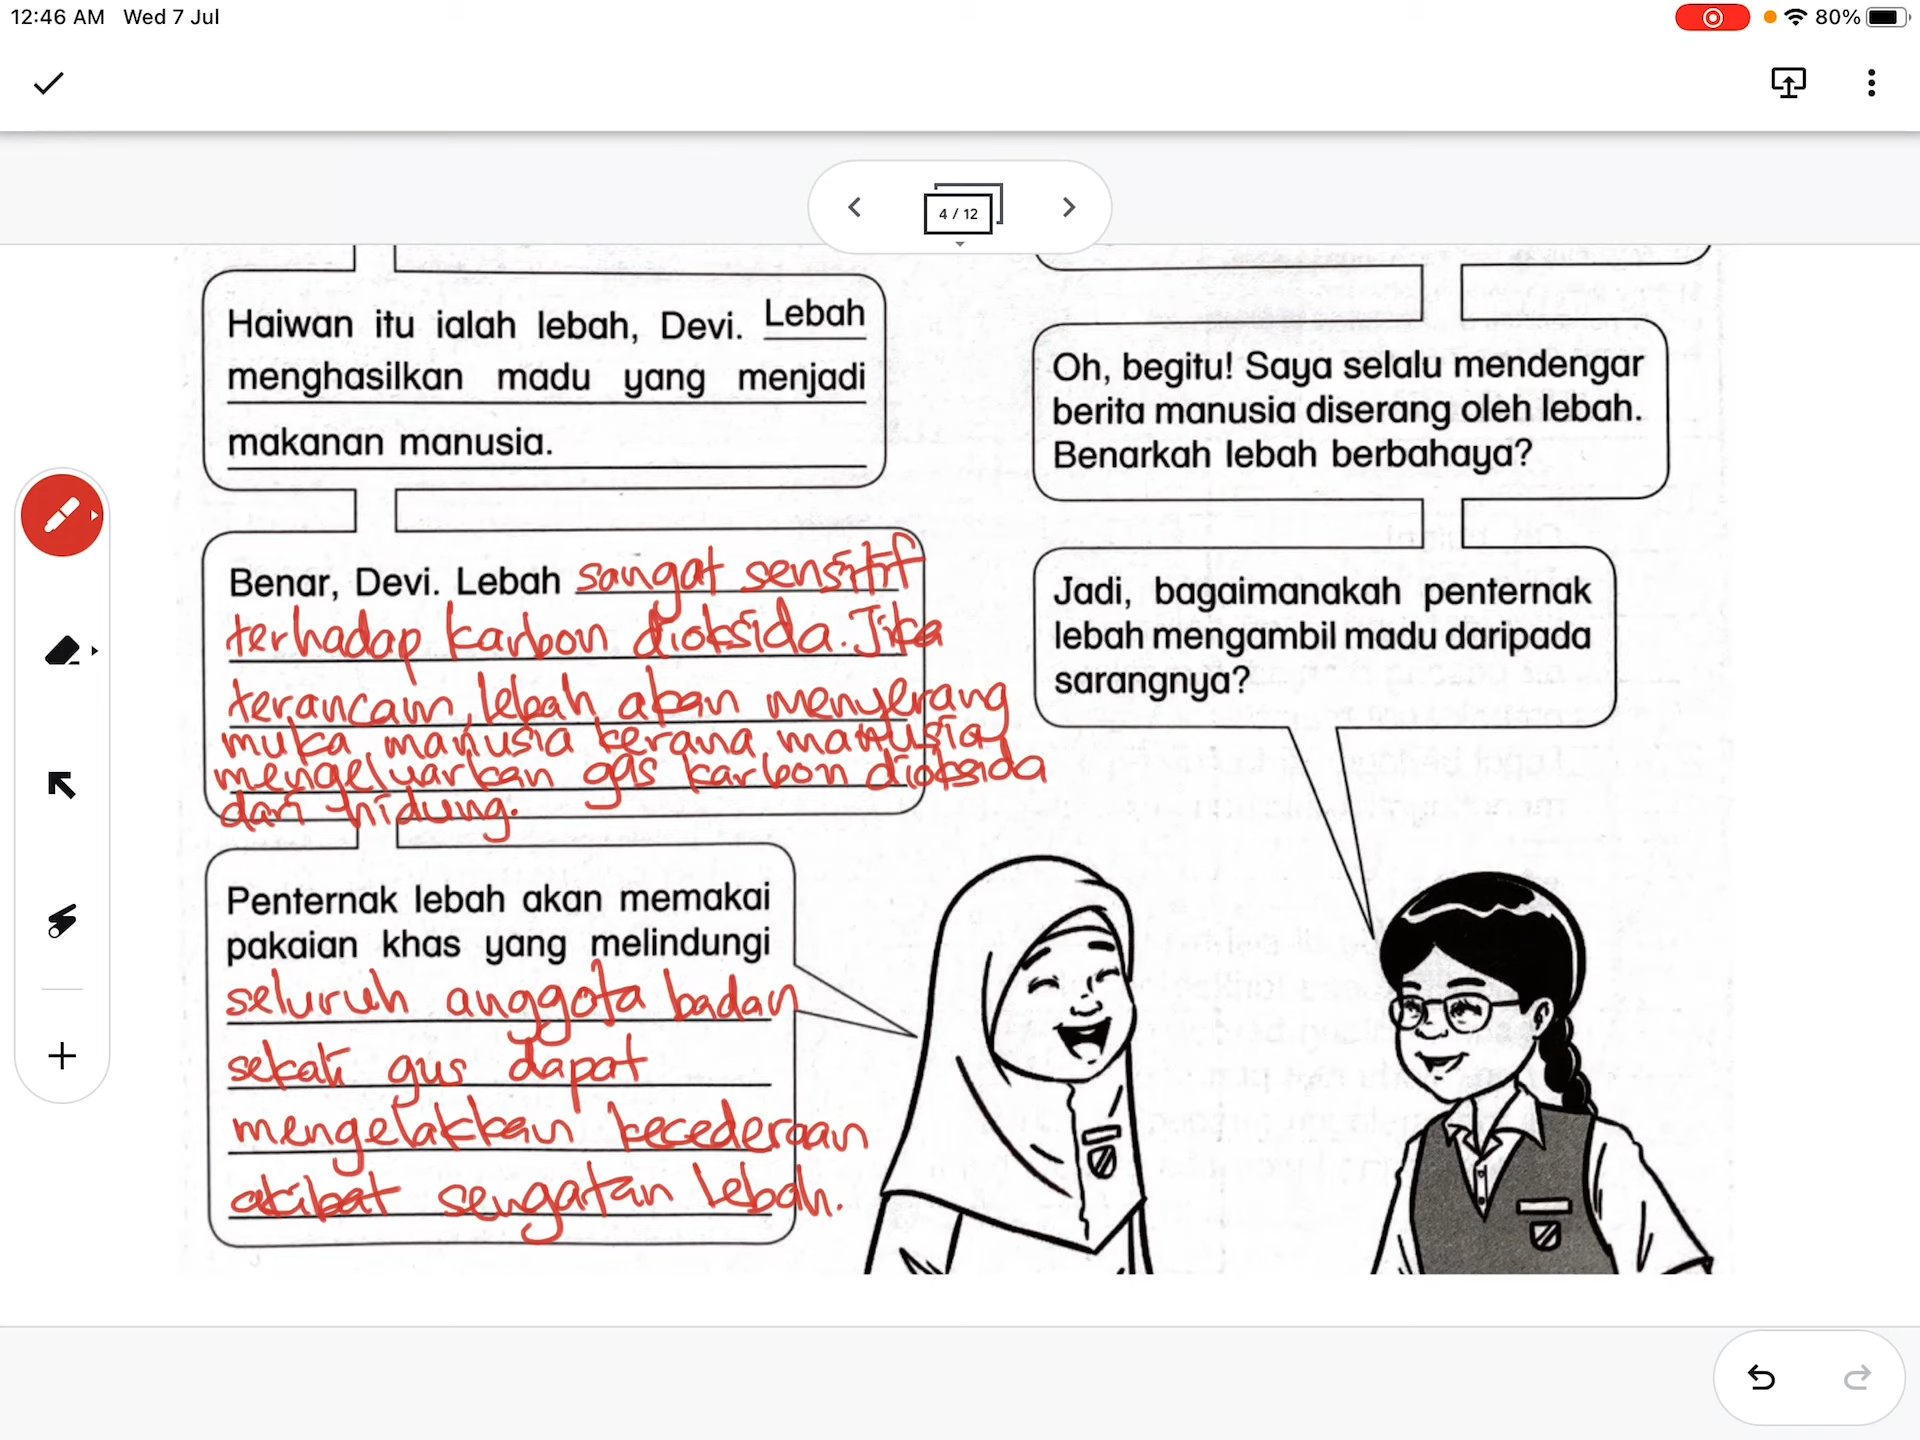 12:46 AM Wed 7 Jul
80%
4 / 12
Haiwan itu ialah lebah, Devi. Lebah
menghasilkan madu yang menjadi
makanan manusia.
Oh, begitu! Saya selalu mendengar
berita manusia diserang oleh lebah.
Benarkah lebah berbahaya?
Benar, Devi. Lebah sangat sensitif
terhadap karbon dioksida. Jika
terancam, lebah akan menyerang
muka manusia kerana manusia
mengeluarkan gas karbon dioksida
dari hidung.
Jadi, bagaimanakah penternak
lebah mengambil madu daripada
sarangnya?
Penternak lebah akan memakai
pakaian khas yang melindungi
seluruh anggota badan
sekali gus dapat
mengelakkan kecederaan
akibat sengatan lebah.